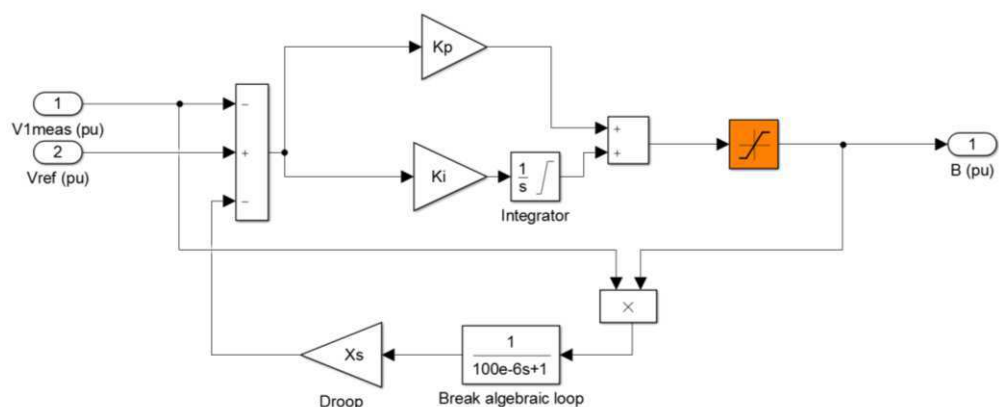 Kp
1
V1meas (pu)
2
Vref (pu)
−
+
−
Ki
1
s
Integrator
+
+
1
B (pu)
×
Xs
Droop
1
100e-6s+1
Break algebraic loop